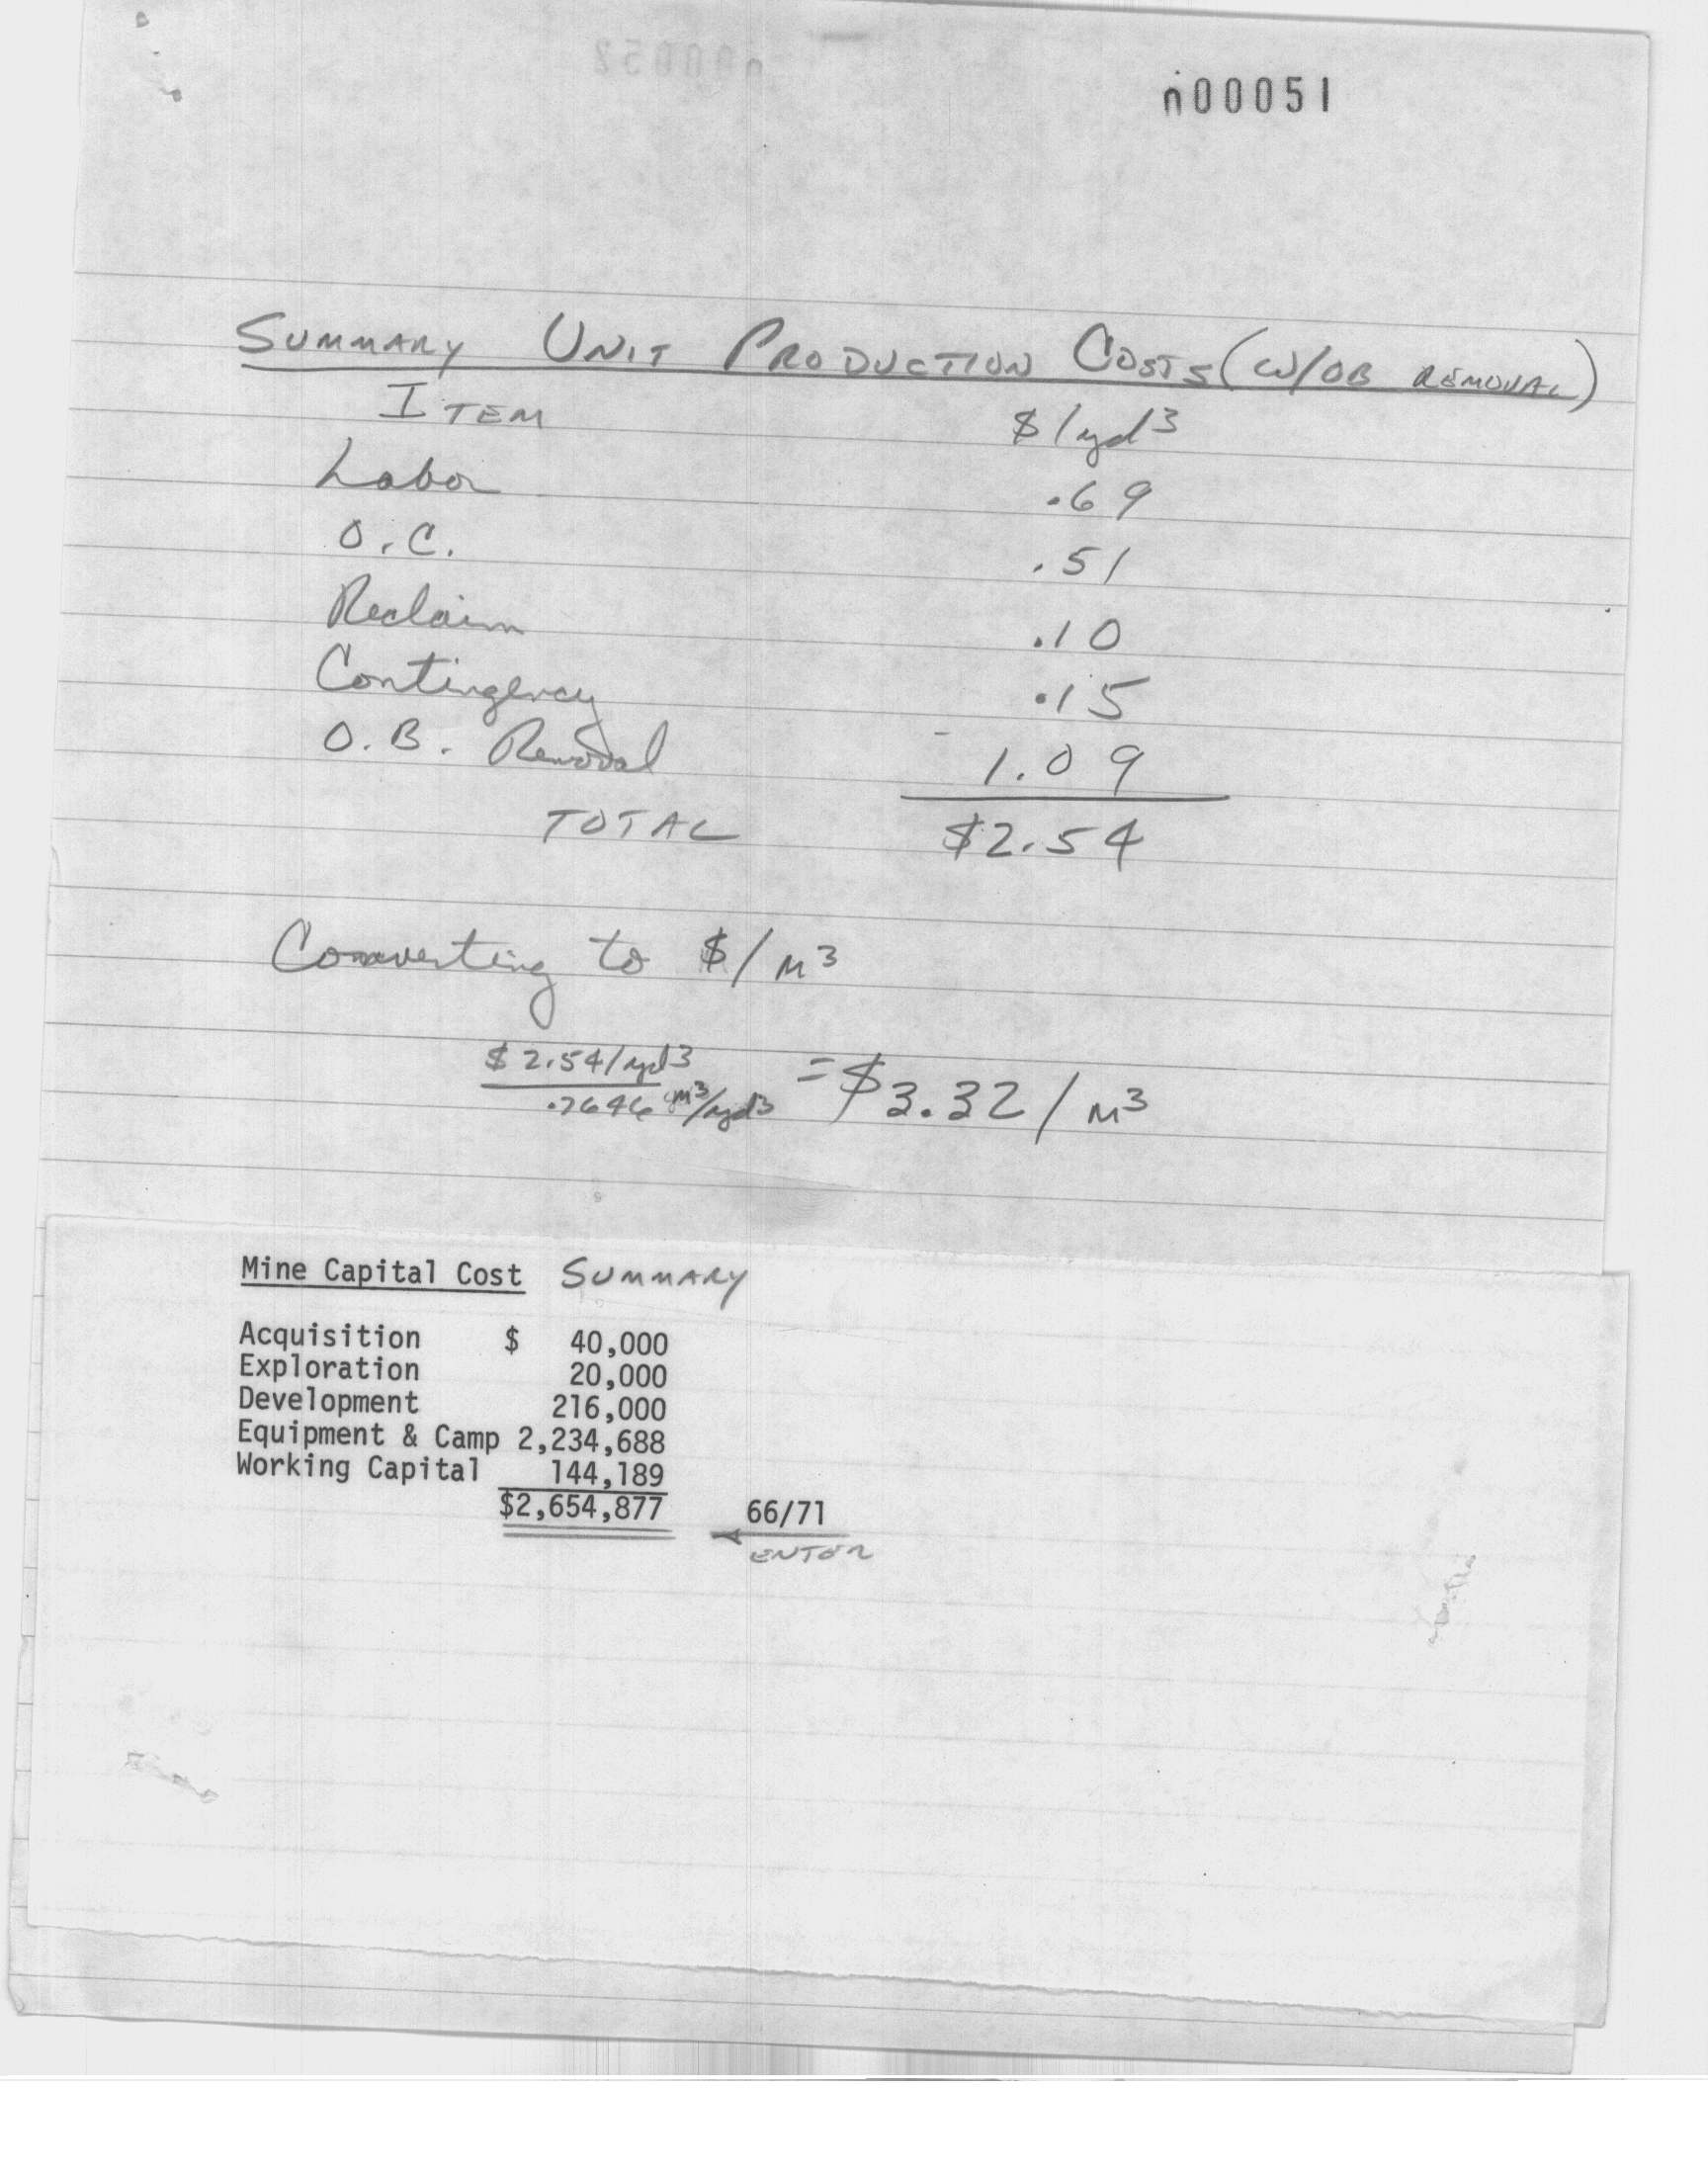 n00051
SUMMARY UNIT PRODUCTION COSTS (W/OB REMOVAL)
ITEM $/yd3
Labor .69
O.C. .51
Reclaim .10
Contingency .15
O.B. Removal 1.09
TOTAL $2.54
Converting to $/M3
$2.54/yd3
.7646 m3/yd3 = $3.32/M3
Mine Capital Cost SUMMARY
Acquisition $ 40,000
Exploration 20,000
Development 216,000
Equipment & Camp 2,234,688
Working Capital 144,189
$2,654,877 66/71
ENTER